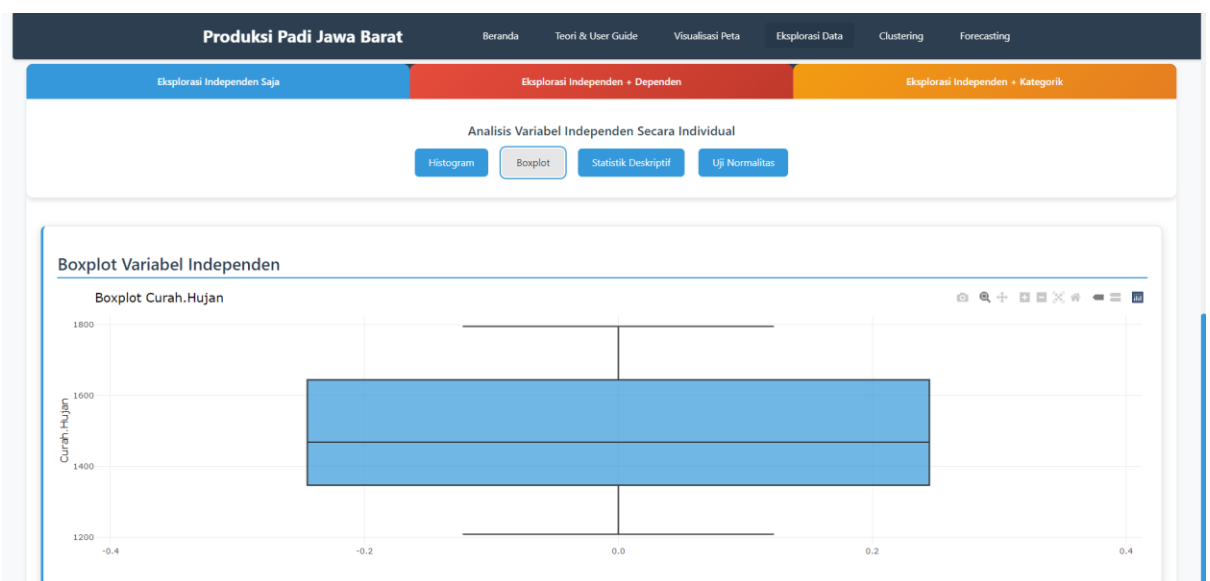 Produksi Padi Jawa Barat Beranda Teori & User Guide Visualisasi Peta Eksplorasi Data Clustering Forecasting
Eksplorasi Independen Saja Eksplorasi Independen + Dependen Eksplorasi Independen + Kategorik
Analisis Variabel Independen Secara Individual
Histogram Boxplot Statistik Deskriptif Uji Normalitas
Boxplot Variabel Independen
Boxplot Curah.Hujan
1800
1600
Curah.Hujan
1400
1200
-0.4 -0.2 0.0 0.2 0.4